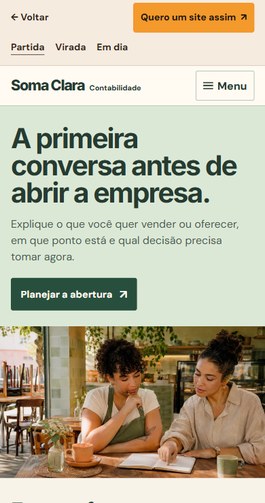 ← Voltar
Quero um site assim ↗
Partida Virada Em dia
Soma Clara Contabilidade
Menu
A primeira
conversa antes de
abrir a empresa.
Explique o que você quer vender ou oferecer,
em que ponto está e qual decisão precisa
tomar agora.
Planejar a abertura ↗